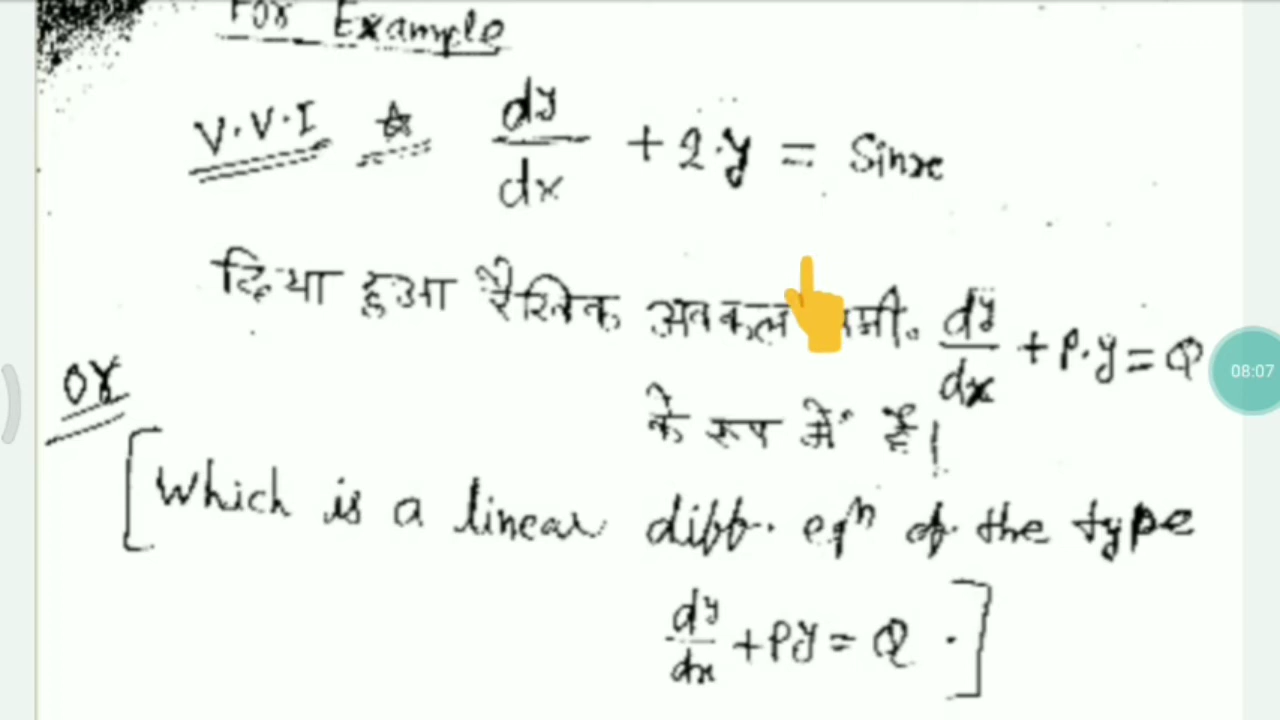 For Example
V.V.I ☆ dy/dx + 2.y = Sinx
दिया हुआ रैखिक अवकल समी. dy/dx + P.y = Q
के रूप में है।
OR
[Which is a linear diff. eqn of the type
dy/dx + Py = Q .]
08:07